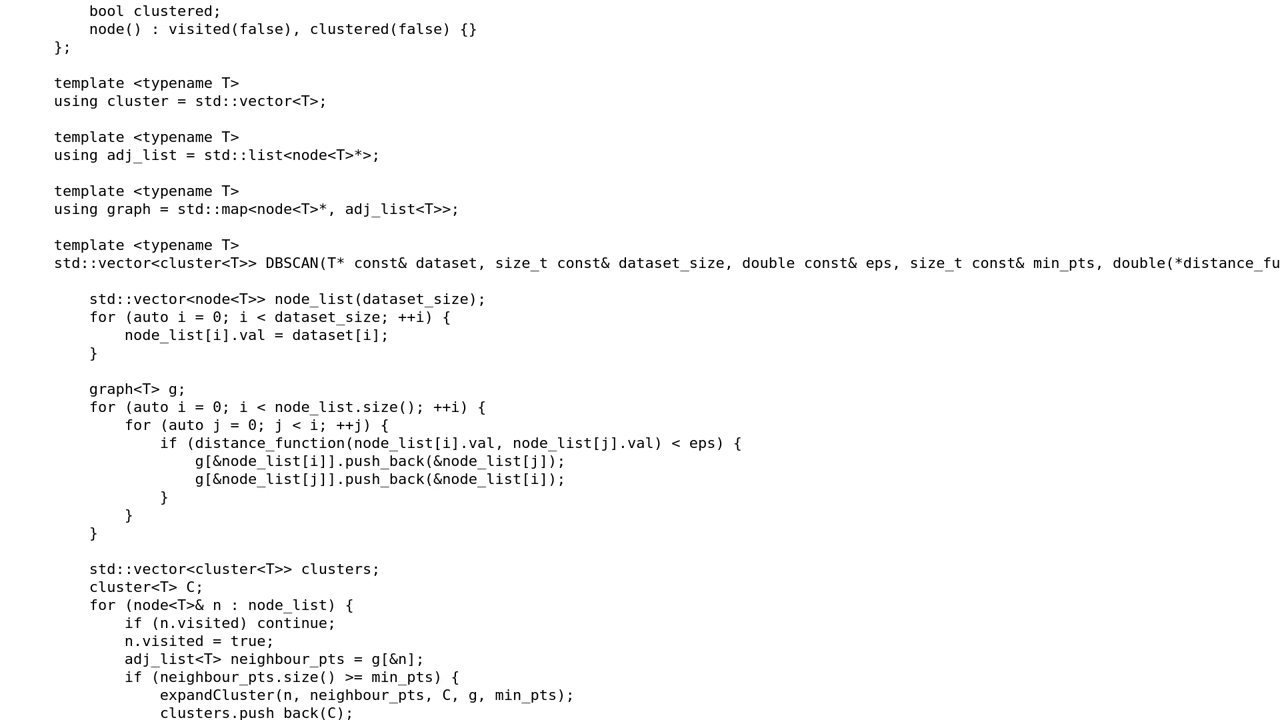 bool clustered;
node() : visited(false), clustered(false) {}
};
template <typename T>
using cluster = std::vector<T>;
template <typename T>
using adj_list = std::list<node<T>*>;
template <typename T>
using graph = std::map<node<T>*, adj_list<T>>;
template <typename T>
std::vector<cluster<T>> DBSCAN(T* const& dataset, size_t const& dataset_size, double const& eps, size_t const& min_pts, double(*distance_fu
std::vector<node<T>> node_list(dataset_size);
for (auto i = 0; i < dataset_size; ++i) {
node_list[i].val = dataset[i];
}
graph<T> g;
for (auto i = 0; i < node_list.size(); ++i) {
for (auto j = 0; j < i; ++j) {
if (distance_function(node_list[i].val, node_list[j].val) < eps) {
g[&node_list[i]].push_back(&node_list[j]);
g[&node_list[j]].push_back(&node_list[i]);
}
}
}
std::vector<cluster<T>> clusters;
cluster<T> C;
for (node<T>& n : node_list) {
if (n.visited) continue;
n.visited = true;
adj_list<T> neighbour_pts = g[&n];
if (neighbour_pts.size() >= min_pts) {
expandCluster(n, neighbour_pts, C, g, min_pts);
clusters.push_back(C);